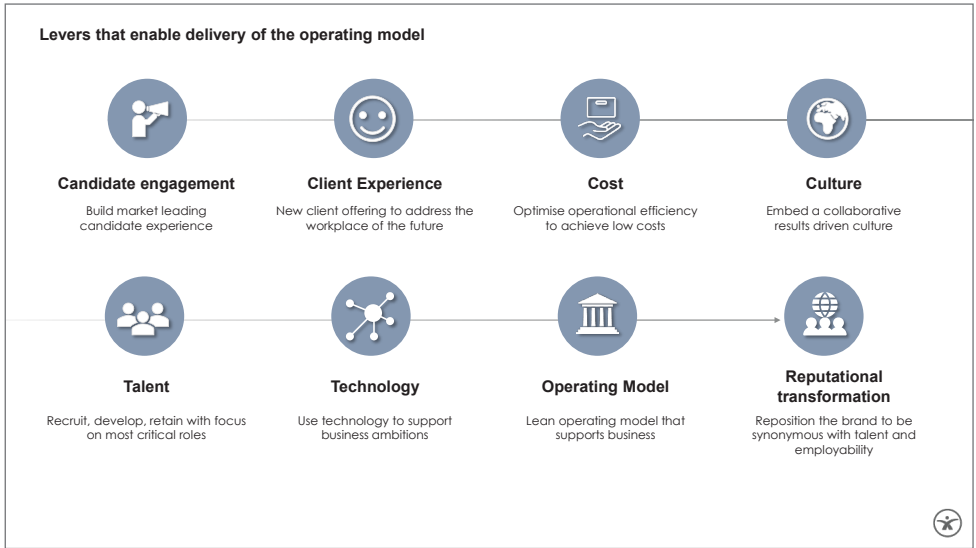 Levers that enable delivery of the operating model
Candidate engagement
Build market leading
candidate experience
Client Experience
New client offering to address the
workplace of the future
Cost
Optimise operational efficiency
to achieve low costs
Culture
Embed a collaborative
results driven culture
Talent
Recruit, develop, retain with focus
on most critical roles
Technology
Use technology to support
business ambitions
Operating Model
Lean operating model that
supports business
Reputational
transformation
Reposition the brand to be
synonymous with talent and
employability